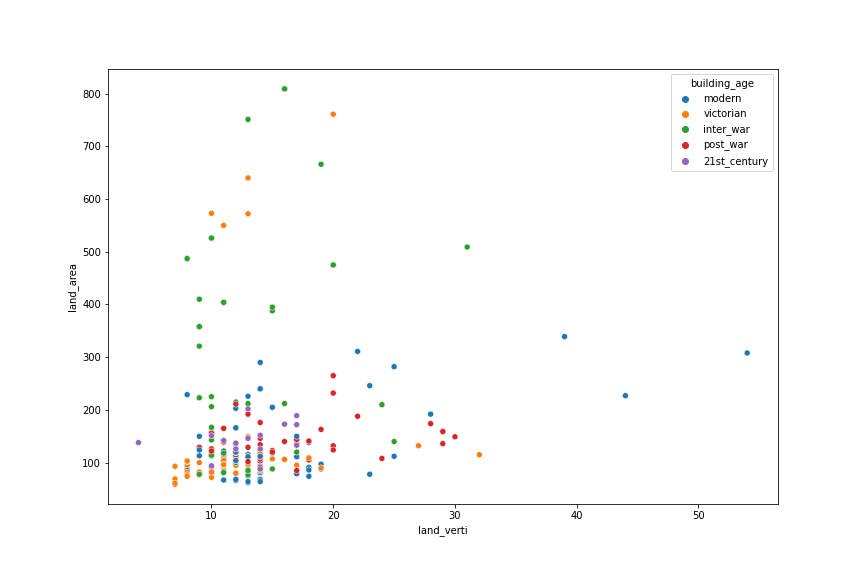 building_age
modern
victorian
inter_war
post_war
21st_century
800
700
600
500
400
300
200
100
land_area
10
20
30
40
50
land_verti